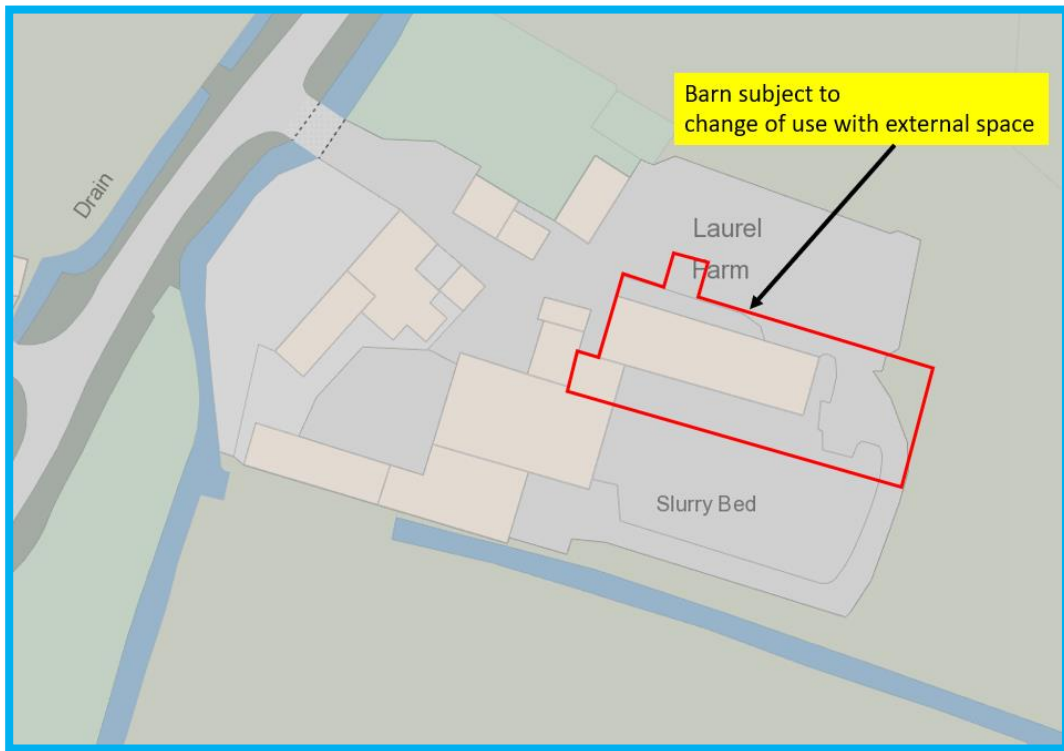 Barn subject to
change of use with external space
Drain
Laurel
Farm
Slurry Bed